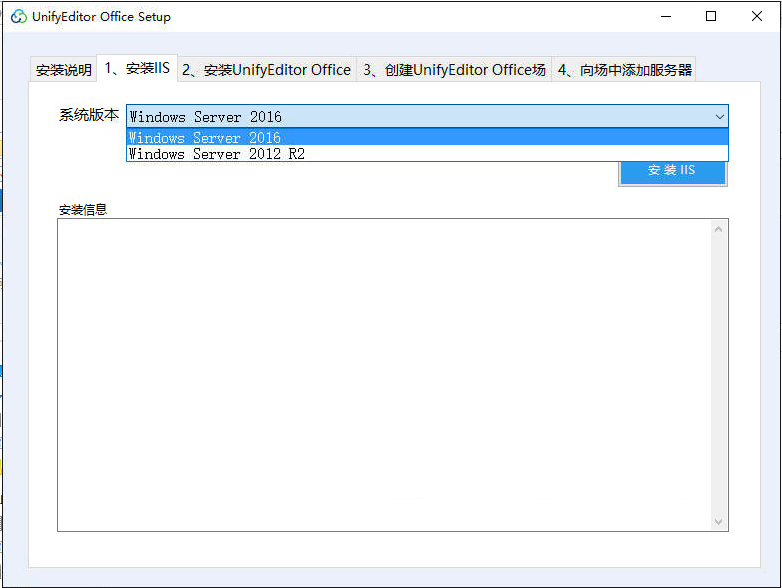 UnifyEditor Office Setup
安装说明 1、安装IIS 2、安装UnifyEditor Office 3、创建UnifyEditor Office场 4、向场中添加服务器
系统版本 Windows Server 2016
Windows Server 2016
Windows Server 2012 R2
安 装 IIS
安装信息